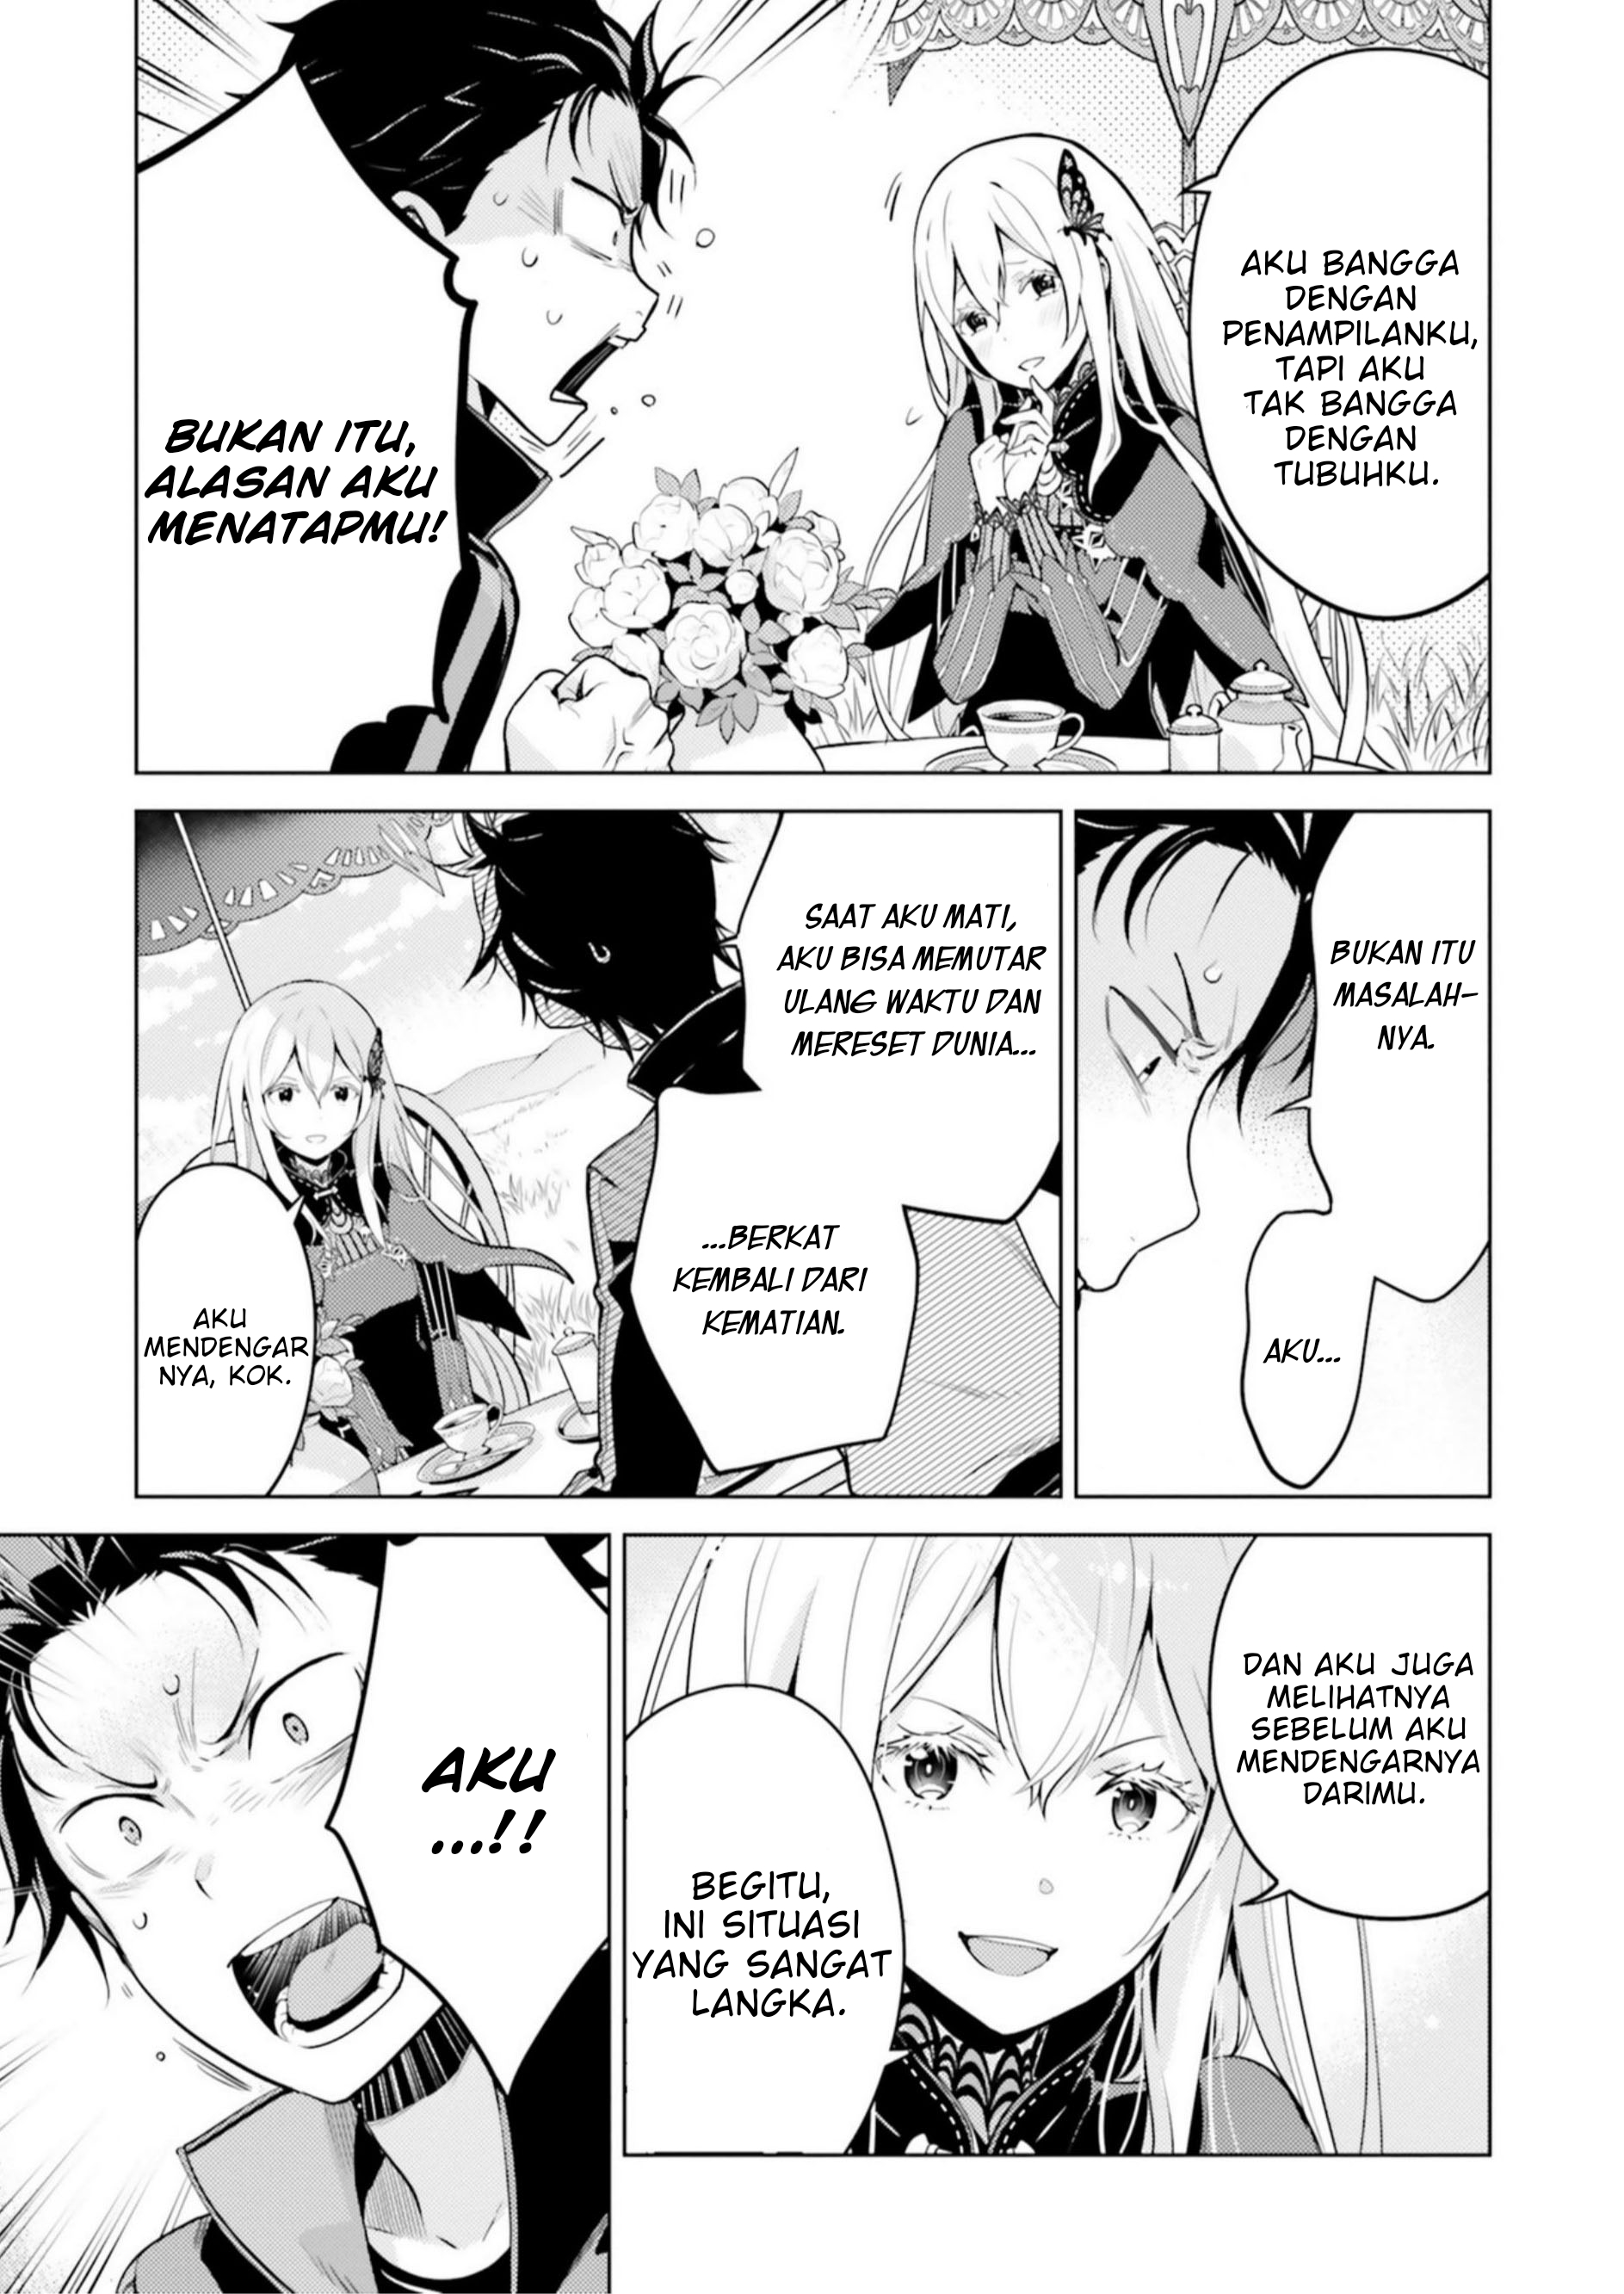 AKU BANGGA
DENGAN
PENAMPILANKU,
TAPI AKU
TAK BANGGA
DENGAN
TUBUHKU.
BUKAN ITU,
ALASAN AKU
MENATAPMU!
BUKAN ITU
MASALAH-
NYA.
AKU...
SAAT AKU MATI,
AKU BISA MEMUTAR
ULANG WAKTU DAN
MERESET DUNIA...
...BERKAT
KEMBALI DARI
KEMATIAN.
AKU
MENDENGAR
NYA, KOK.
DAN AKU JUGA
MELIHATNYA
SEBELUM AKU
MENDENGARNYA
DARIMU.
BEGITU,
INI SITUASI
YANG SANGAT
LANGKA.
AKU
...!!